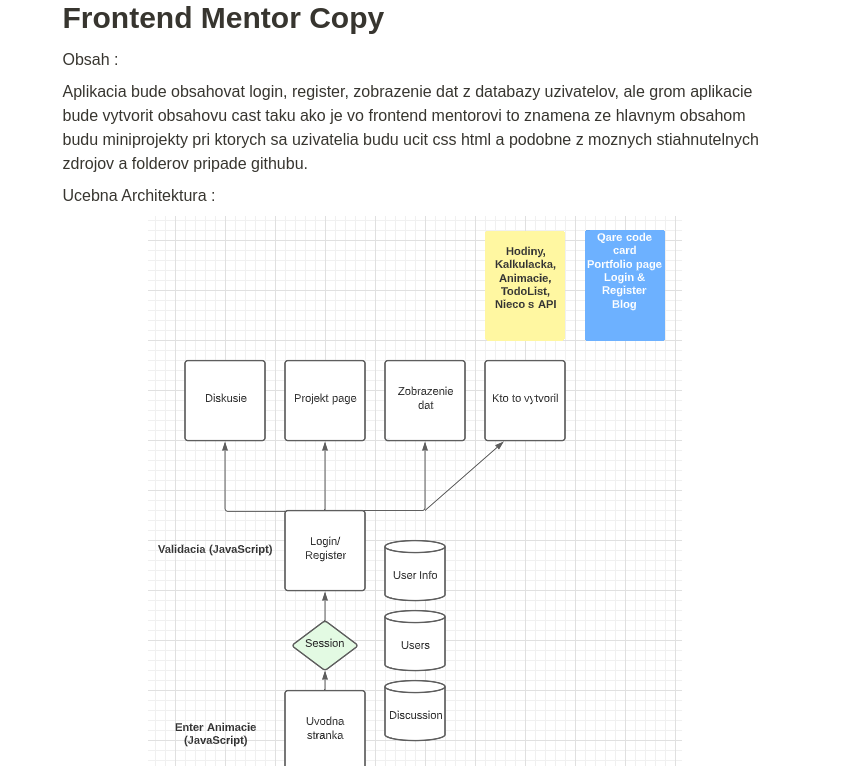 Frontend Mentor Copy
Obsah :
Aplikacia bude obsahovat login, register, zobrazenie dat z databazy uzivatelov, ale grom aplikacie
bude vytvorit obsahovu cast taku ako je vo frontend mentorovi to znamena ze hlavnym obsahom
budu miniprojekty pri ktorych sa uzivatelia budu ucit css html a podobne z moznych stiahnutelnych
zdrojov a folderov pripade githubu.
Ucebna Architektura :
Hodiny,
Kalkulacka,
Animacie,
TodoList,
Nieco s API
Qare code
card
Portfolio page
Login &
Register
Blog
Diskusie
Projekt page
Zobrazenie
dat
Kto to vytvoril
Validacia (JavaScript)
Login/
Register
User Info
Session
Users
Discussion
Enter Animacie
(JavaScript)
Uvodna
stranka